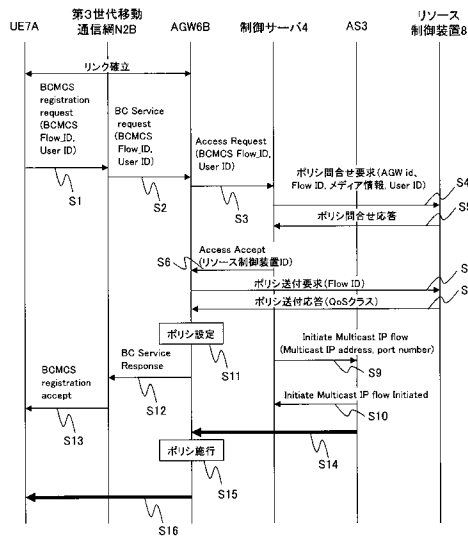 UE7A
第3世代移動
通信網N2B
AGW6B
制御サーバ4
AS3
リソース
制御装置8
リンク確立
BCMCS
registration
request
(BCMCS
Flow_ID,
User ID)
S1
BC Service
request
(BCMCS
Flow_ID,
User ID)
S2
Access Request
(BCMCS Flow_ID,
User ID)
S3
ポリシ問合せ要求(AGW id、
Flow ID、メディア情報、User ID)
S4
S5
ポリシ問合せ応答
Access Accept
(リソース制御装置ID)
S6
ポリシ送付要求(Flow ID)
S
ポリシ送付応答(QoSクラス)
S
ポリシ設定
S11
Initiate Multicast IP flow
(Multicast IP address, port number)
S9
BC Service
Response
S12
BCMCS
registration
accept
S13
Initiate Multicast IP flow Initiated
S10
S14
ポリシ施行
S15
S16